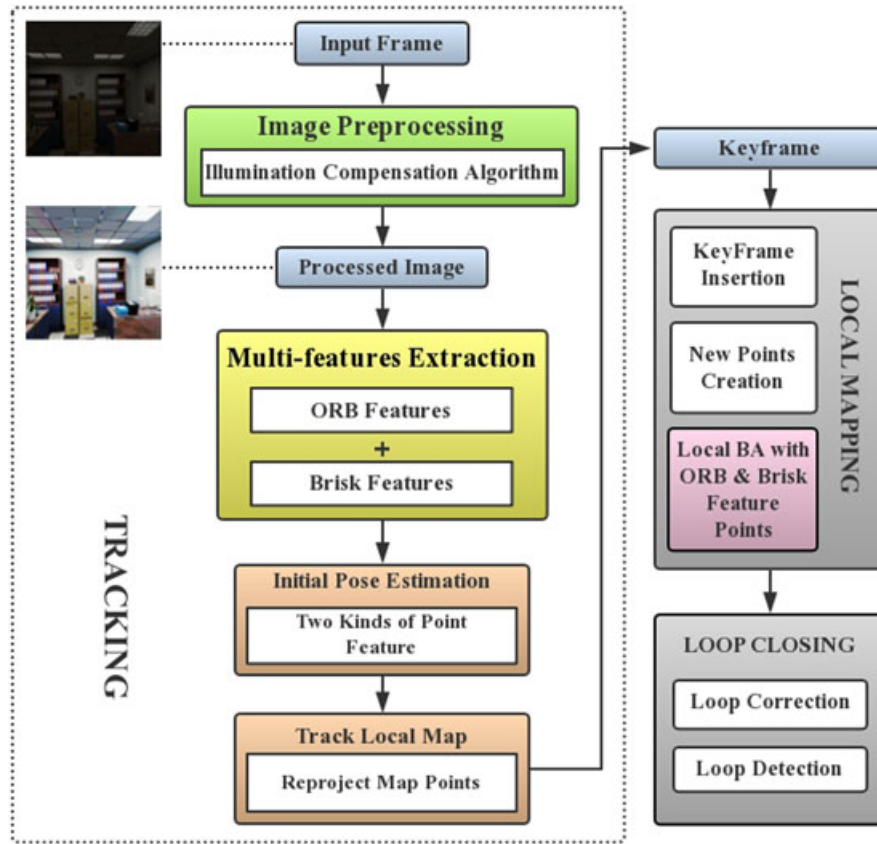 Input Frame
Image Preprocessing
Illumination Compensation Algorithm
Processed Image
Multi-features Extraction
ORB Features
+
Brisk Features
Initial Pose Estimation
Two Kinds of Point
Feature
Track Local Map
Reproject Map Points
TRACKING
Keyframe
KeyFrame
Insertion
New Points
Creation
Local BA with
ORB & Brisk
Feature
Points
LOCAL MAPPING
LOOP CLOSING
Loop Correction
Loop Detection